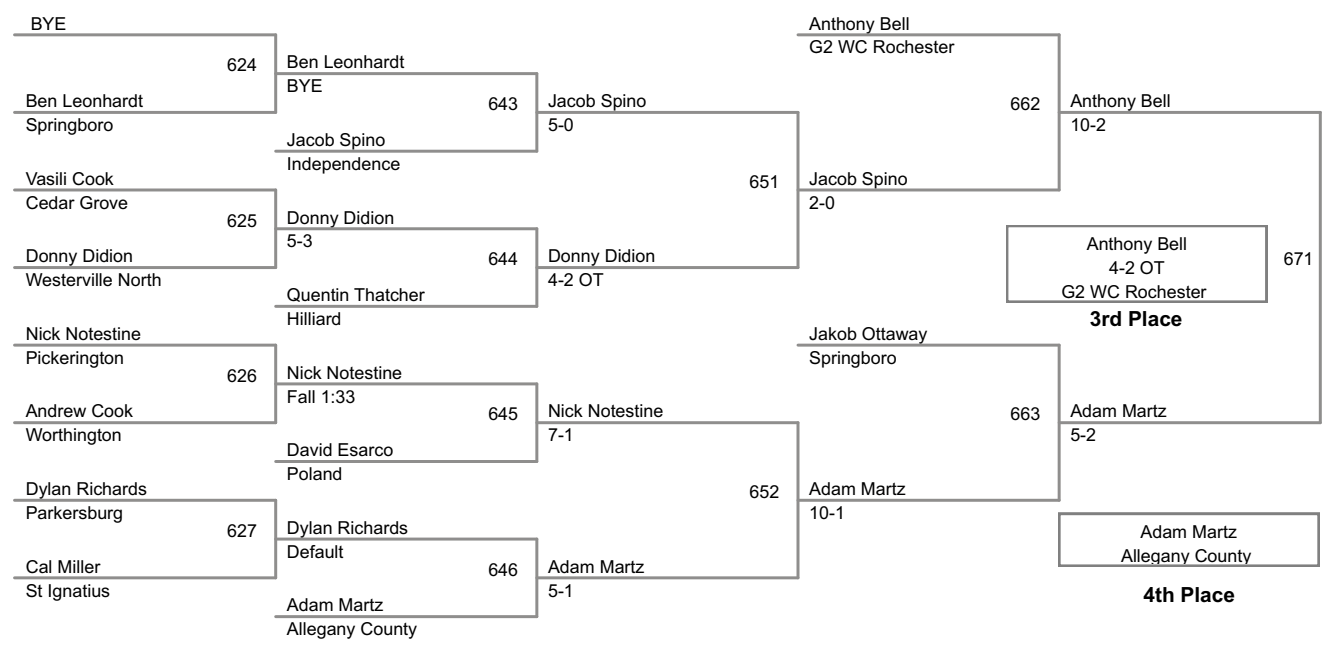 BYE
624
Ben Leonhardt
Springboro
Vasili Cook
Cedar Grove
625
Donny Didion
Westerville North
Nick Notestine
Pickerington
626
Andrew Cook
Worthington
Dylan Richards
Parkersburg
627
Cal Miller
St Ignatius
Ben Leonhardt
BYE
643
Jacob Spino
Independence
Donny Didion
5-3
644
Quentin Thatcher
Hilliard
Nick Notestine
Fall 1:33
645
David Esarco
Poland
Dylan Richards
Default
646
Adam Martz
Allegany County
Jacob Spino
5-0
651
Donny Didion
4-2 OT
Nick Notestine
7-1
652
Adam Martz
5-1
Anthony Bell
G2 WC Rochester
662
Jacob Spino
2-0
Jakob Ottaway
Springboro
663
Adam Martz
10-1
Anthony Bell
10-2
671
Adam Martz
5-2
Anthony Bell
4-2 OT
G2 WC Rochester
3rd Place
Adam Martz
Allegany County
4th Place